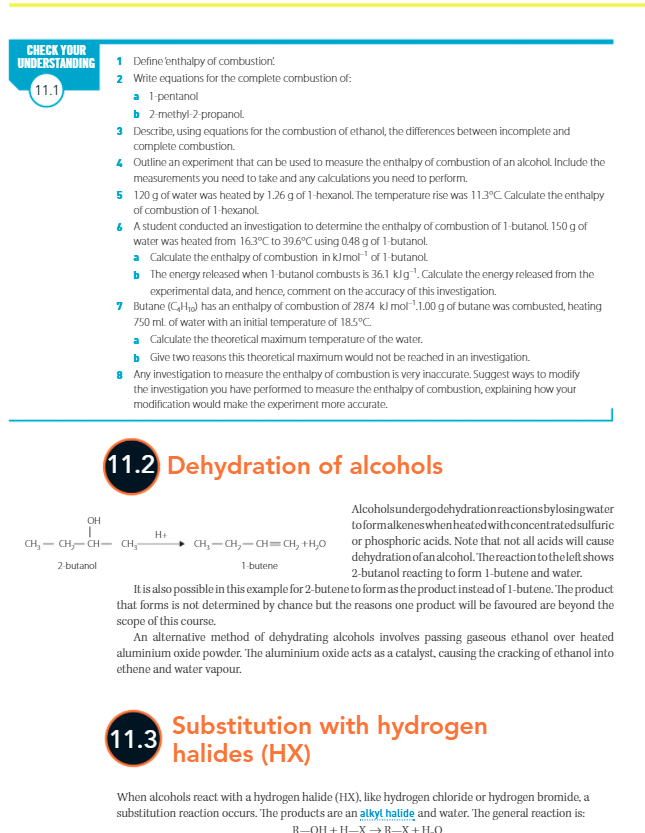 CHECK YOUR
UNDERSTANDING
11.1
1 Define 'enthalpy of combustion'.
2 Write equations for the complete combustion of:
a 1-pentanol
b 2-methyl-2-propanol.
3 Describe, using equations for the combustion of ethanol, the differences between incomplete and
complete combustion.
4 Outline an experiment that can be used to measure the enthalpy of combustion of an alcohol. Include the
measurements you need to take and any calculations you need to perform.
5 120 g of water was heated by 1.26 g of 1-hexanol. The temperature rise was 11.3°C. Calculate the enthalpy
of combustion of 1-hexanol.
6 A student conducted an investigation to determine the enthalpy of combustion of 1-butanol. 150 g of
water was heated from 16.3°C to 39.6°C using 0.48 g of 1-butanol.
a Calculate the enthalpy of combustion in kJ mol⁻¹ of 1-butanol.
b The energy released when 1-butanol combusts is 36.1 kJ g⁻¹. Calculate the energy released from the
experimental data, and hence, comment on the accuracy of this investigation.
7 Butane (C₄H₁₀) has an enthalpy of combustion of 2874 kJ mol⁻¹.1.00 g of butane was combusted, heating
750 mL of water with an initial temperature of 18.5°C.
a Calculate the theoretical maximum temperature of the water.
b Give two reasons this theoretical maximum would not be reached in an investigation.
8 Any investigation to measure the enthalpy of combustion is very inaccurate. Suggest ways to modify
the investigation you have performed to measure the enthalpy of combustion, explaining how your
modification would make the experiment more accurate.
11.2 Dehydration of alcohols
OH
CH₃ — CH₂— CH — CH₃ H+ → CH₃ — CH₂ — CH = CH₂ + H₂O
2-butanol 1-butene
Alcohols undergo dehydration reactions by losing water
to form alkenes when heated with concentrated sulfuric
or phosphoric acids. Note that not all acids will cause
dehydration of an alcohol. The reaction to the left shows
2-butanol reacting to form 1-butene and water.
It is also possible in this example for 2-butene to form as the product instead of 1-butene. The product
that forms is not determined by chance but the reasons one product will be favoured are beyond the
scope of this course.
An alternative method of dehydrating alcohols involves passing gaseous ethanol over heated
aluminium oxide powder. The aluminium oxide acts as a catalyst, causing the cracking of ethanol into
ethene and water vapour.
11.3 Substitution with hydrogen
halides (HX)
When alcohols react with a hydrogen halide (HX), like hydrogen chloride or hydrogen bromide, a
substitution reaction occurs. The products are an alkyl halide and water. The general reaction is:
R—OH + H—X → R—X + H₂O